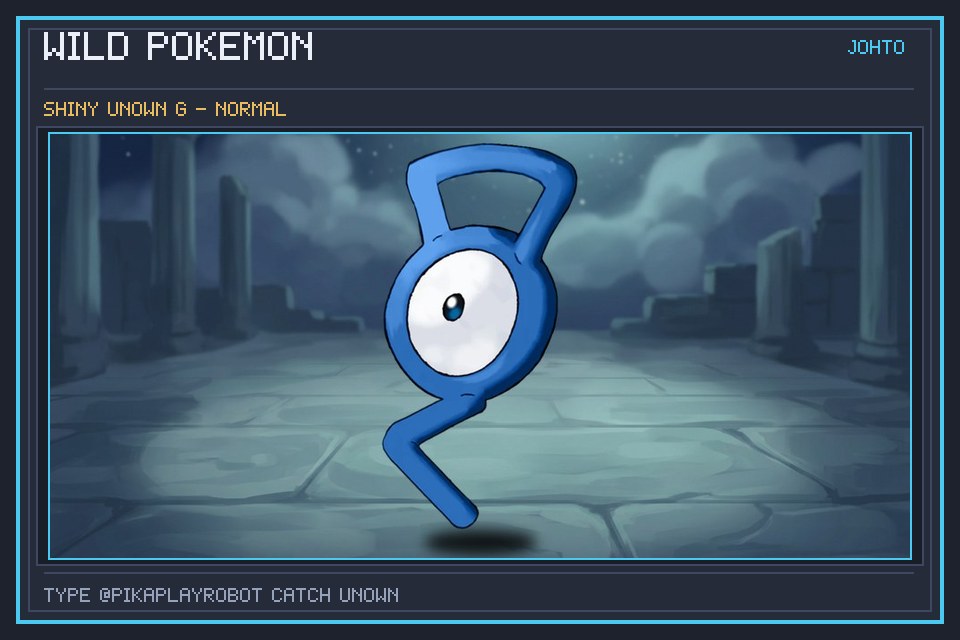 WILD POKEMON
JOHTO
SHINY UNOWN G - NORMAL
TYPE @PIKAPLAYROBOT CATCH UNOWN